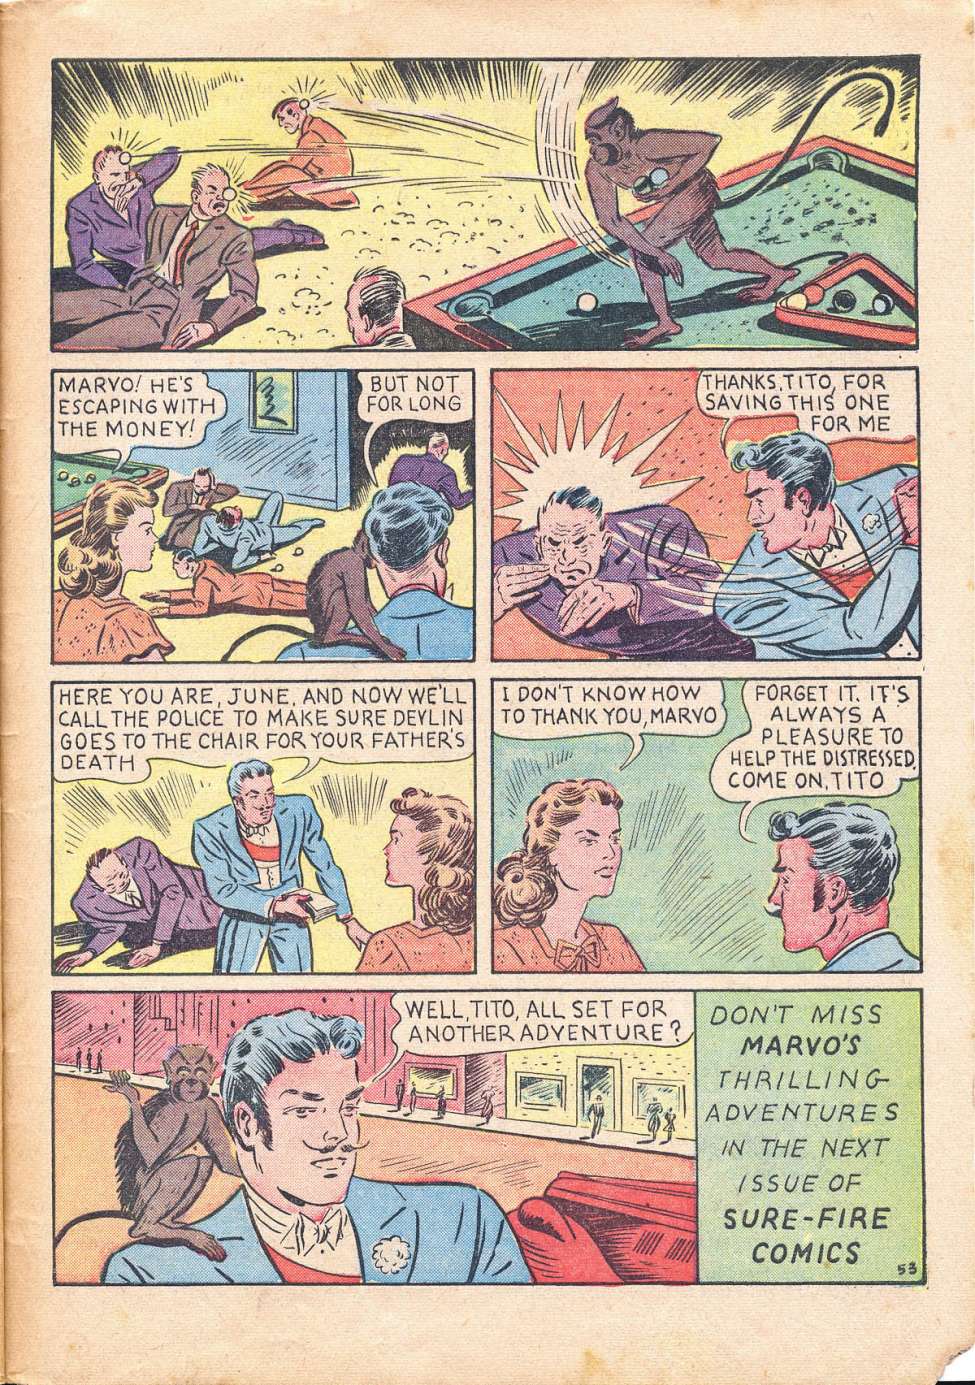 MARVO! HE'S
ESCAPING WITH
THE MONEY!
BUT NOT
FOR LONG
THANKS, TITO, FOR
SAVING THIS ONE
FOR ME
HERE YOU ARE, JUNE, AND NOW WE'LL
CALL THE POLICE TO MAKE SURE DEVLIN
GOES TO THE CHAIR FOR YOUR FATHER'S
DEATH
I DON'T KNOW HOW
TO THANK YOU, MARVO
FORGET IT. IT'S
ALWAYS A
PLEASURE TO
HELP THE DISTRESSED.
COME ON, TITO
WELL, TITO, ALL SET FOR
ANOTHER ADVENTURE?
DON'T MISS
MARVO'S
THRILLING
ADVENTURES
IN THE NEXT
ISSUE OF
SURE-FIRE
COMICS
53